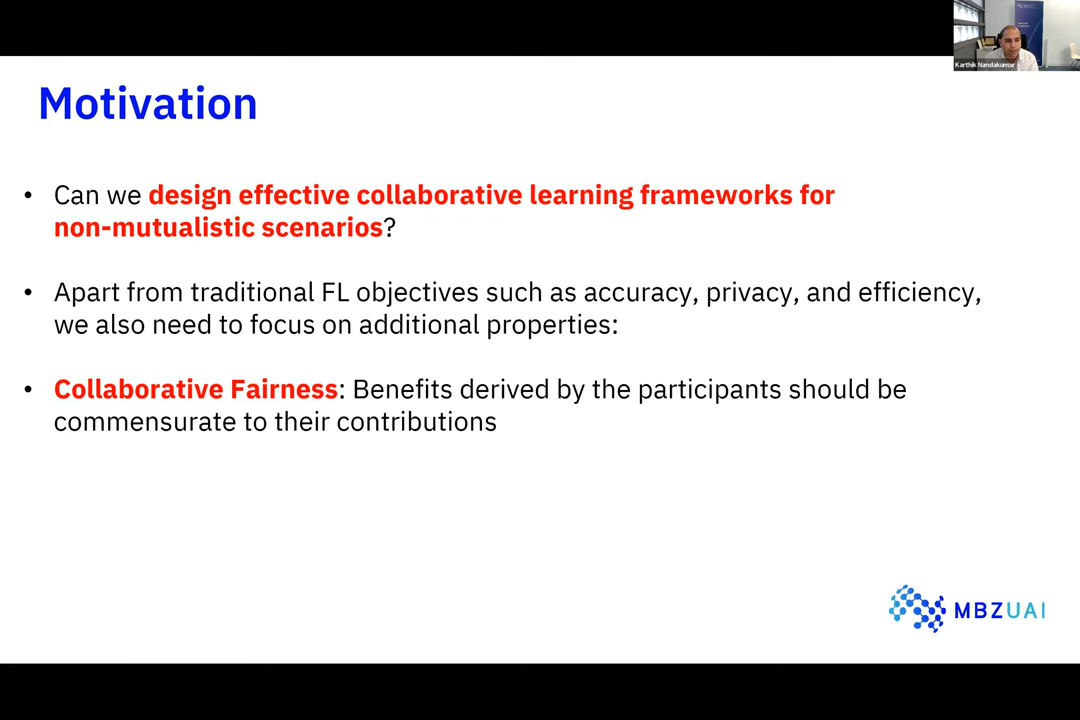 Karthik Nandakumar
Motivation
• Can we design effective collaborative learning frameworks for
non-mutualistic scenarios?
• Apart from traditional FL objectives such as accuracy, privacy, and efficiency,
we also need to focus on additional properties:
• Collaborative Fairness: Benefits derived by the participants should be
commensurate to their contributions
MBZUAI